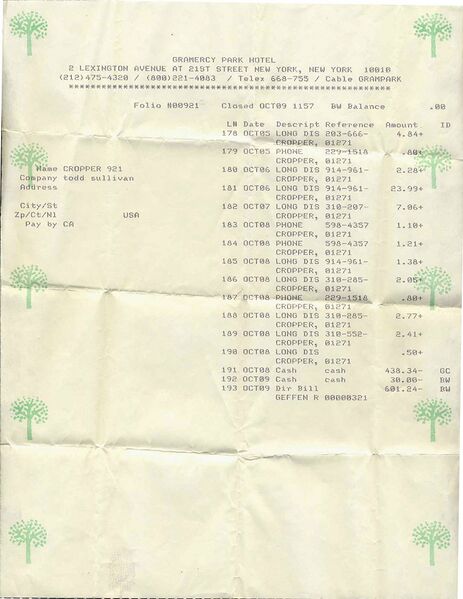 GRAMERCY PARK HOTEL
2 LEXINGTON AVENUE AT 21ST STREET NEW YORK, NEW YORK 10010
(212)475-4320 / (800)221-4083 / Telex 668-755 / Cable GRAMPARK
****************************************************************
Folio N00921 Closed OCT09 1157 BW Balance .00
LN Date Descript Reference Amount ID
178 OCT05 LONG DIS 203-666- 4.84+
CROPPER, 01271
179 OCT05 PHONE 229-1518 .80+
Name CROPPER 921 CROPPER, 01271
Company todd sullivan 180 OCT06 LONG DIS 914-961- 2.28+
Address CROPPER, 01271
181 OCT06 LONG DIS 914-961- 23.99+
CROPPER, 01271
City/St 182 OCT07 LONG DIS 310-207- 7.06+
Zp/Ct/Nl USA CROPPER, 01271
Pay by CA 183 OCT08 PHONE 598-4357 1.10+
CROPPER, 01271
184 OCT08 PHONE 598-4357 1.21+
CROPPER, 01271
185 OCT08 LONG DIS 914-961- 1.38+
CROPPER, 01271
186 OCT08 LONG DIS 310-285- 2.05+
CROPPER, 01271
187 OCT08 PHONE 229-1518 .80+
CROPPER, 01271
188 OCT08 LONG DIS 310-285- 2.77+
CROPPER, 01271
189 OCT08 LONG DIS 310-552- 2.41+
CROPPER, 01271
190 OCT08 LONG DIS .50+
CROPPER, 01271
191 OCT08 Cash cash 438.34- GC
192 OCT09 Cash cash 30.00- BW
193 OCT09 Dir Bill 601.24- BW
GEFFEN R 00000321